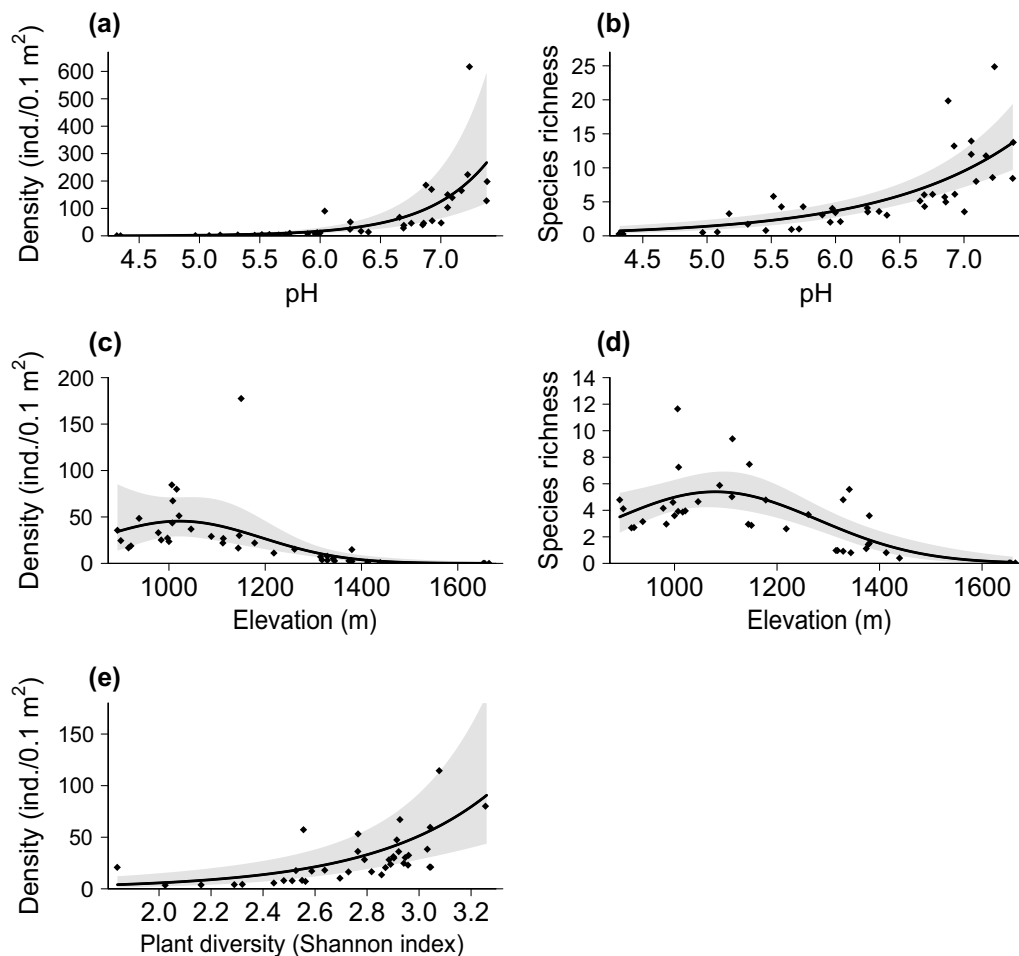 (a)
Density (ind./0.1 m²)
600
500
400
300
200
100
0
4.5 5.0 5.5 6.0 6.5 7.0
pH
(b)
Species richness
25
20
15
10
5
0
4.5 5.0 5.5 6.0 6.5 7.0
pH
(c)
Density (ind./0.1 m²)
200
150
100
50
0
1000 1200 1400 1600
Elevation (m)
(d)
Species richness
14
12
10
8
6
4
2
0
1000 1200 1400 1600
Elevation (m)
(e)
Density (ind./0.1 m²)
150
100
50
0
2.0 2.2 2.4 2.6 2.8 3.0 3.2
Plant diversity (Shannon index)